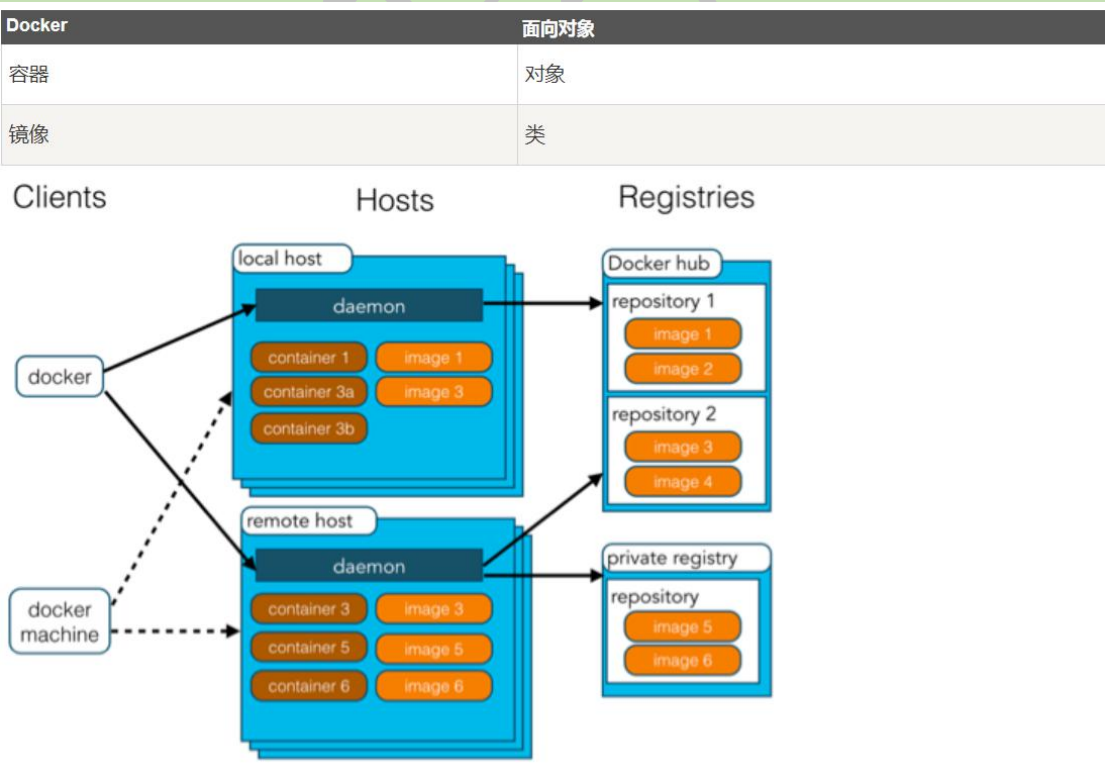 Docker 面向对象
容器 对象
镜像 类
Clients Hosts Registries
local host
daemon
container 1 image 1
container 3a image 3
container 3b
Docker hub
repository 1
image 1
image 2
repository 2
image 3
image 4
docker
remote host
daemon
container 3 image 3
container 5 image 5
container 6 image 6
private registry
repository
image 5
image 6
docker
machine